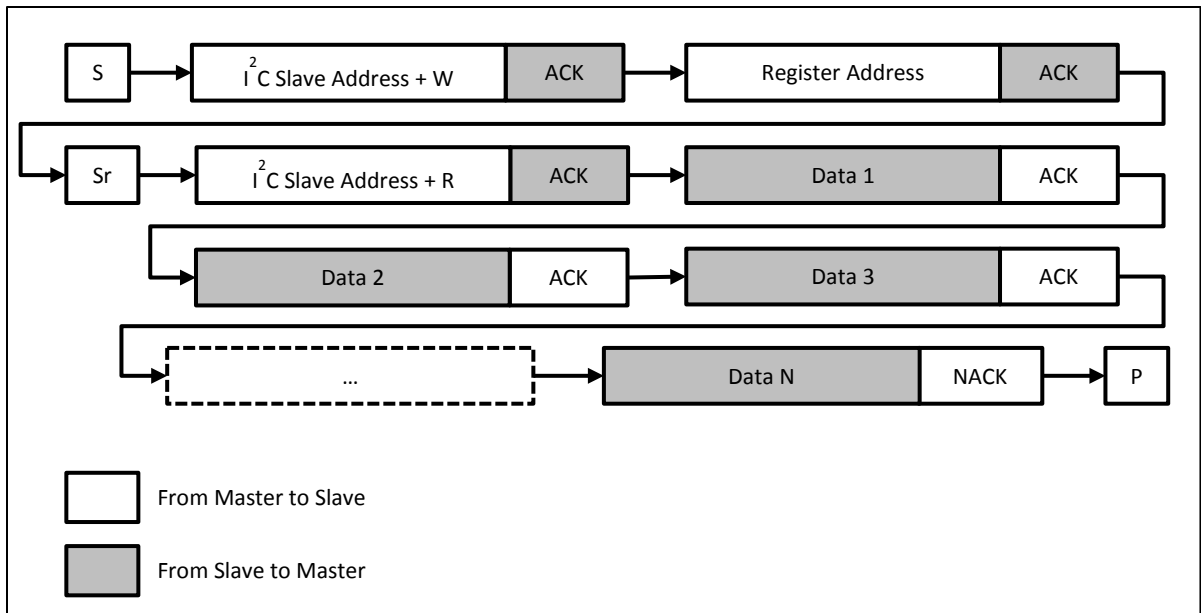 S I²C Slave Address + W ACK Register Address ACK
Sr I²C Slave Address + R ACK Data 1 ACK
Data 2 ACK Data 3 ACK
... Data N NACK P
From Master to Slave
From Slave to Master